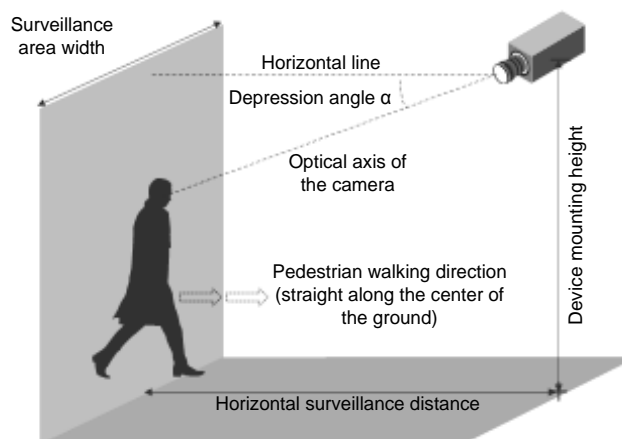 Surveillance
area width
Horizontal line
Depression angle α
Optical axis of
the camera
Device mounting height
Pedestrian walking direction
(straight along the center of
the ground)
Horizontal surveillance distance